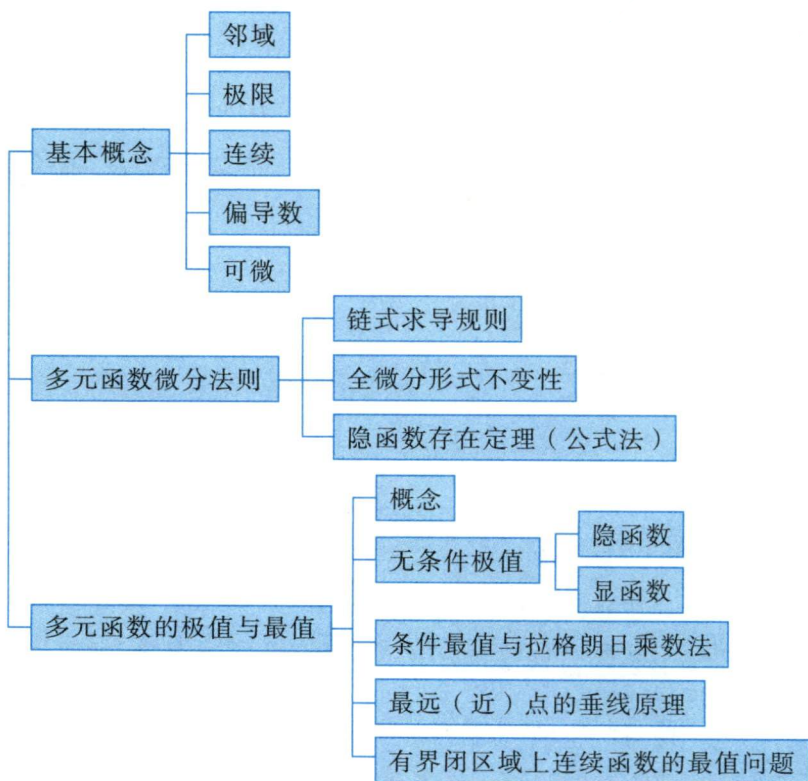 邻域
极限
基本概念
连续
偏导数
可微
链式求导规则
多元函数微分法则
全微分形式不变性
隐函数存在定理（公式法）
概念
隐函数
无条件极值
显函数
多元函数的极值与最值
条件最值与拉格朗日乘数法
最远（近）点的垂线原理
有界闭区域上连续函数的最值问题